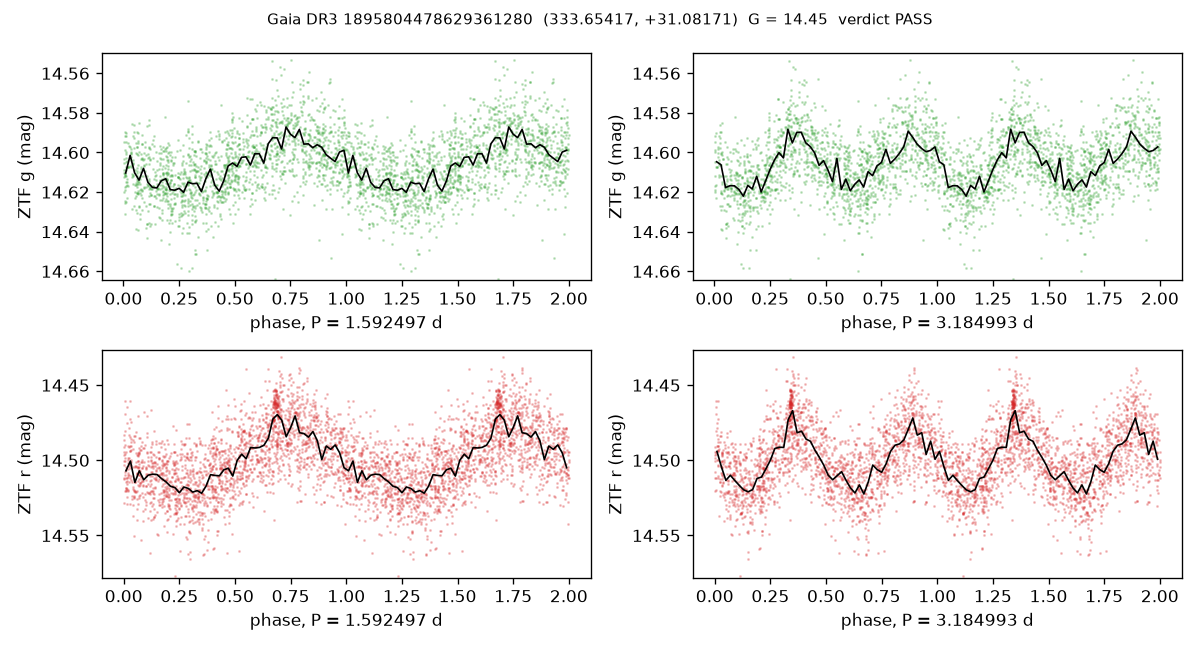 Gaia DR3 1895804478629361280 (333.65417, +31.08171) G = 14.45 verdict PASS
ZTF g (mag)
14.56
14.58
14.60
14.62
14.64
14.66
0.00 0.25 0.50 0.75 1.00 1.25 1.50 1.75 2.00
phase, P = 1.592497 d
ZTF g (mag)
14.56
14.58
14.60
14.62
14.64
14.66
0.00 0.25 0.50 0.75 1.00 1.25 1.50 1.75 2.00
phase, P = 3.184993 d
ZTF r (mag)
14.45
14.50
14.55
0.00 0.25 0.50 0.75 1.00 1.25 1.50 1.75 2.00
phase, P = 1.592497 d
ZTF r (mag)
14.45
14.50
14.55
0.00 0.25 0.50 0.75 1.00 1.25 1.50 1.75 2.00
phase, P = 3.184993 d